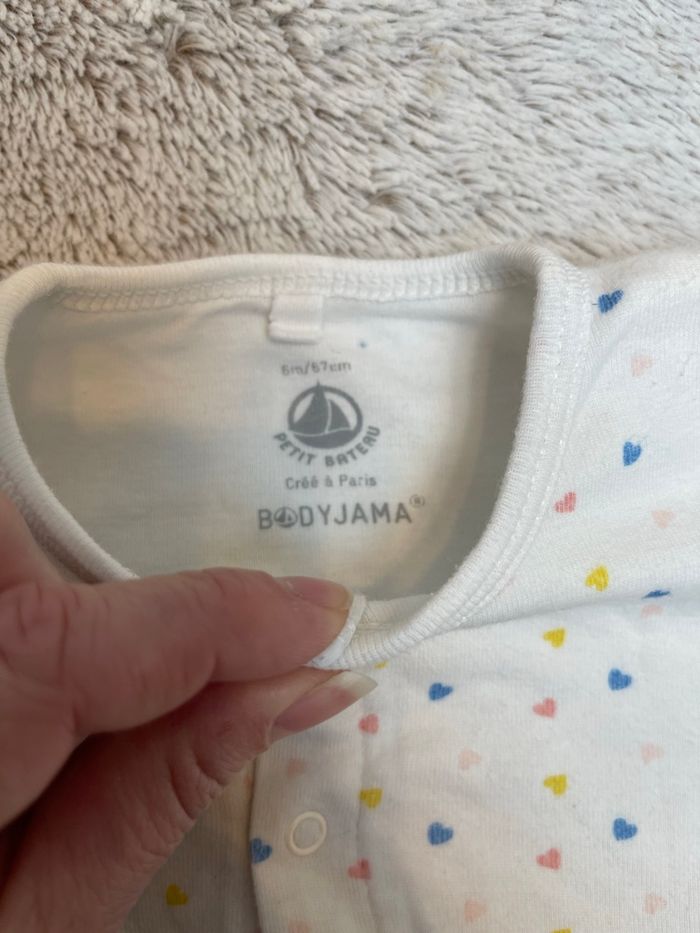 6m/67cm
PETIT BATEAU
Créé à Paris
BODYJAMA®